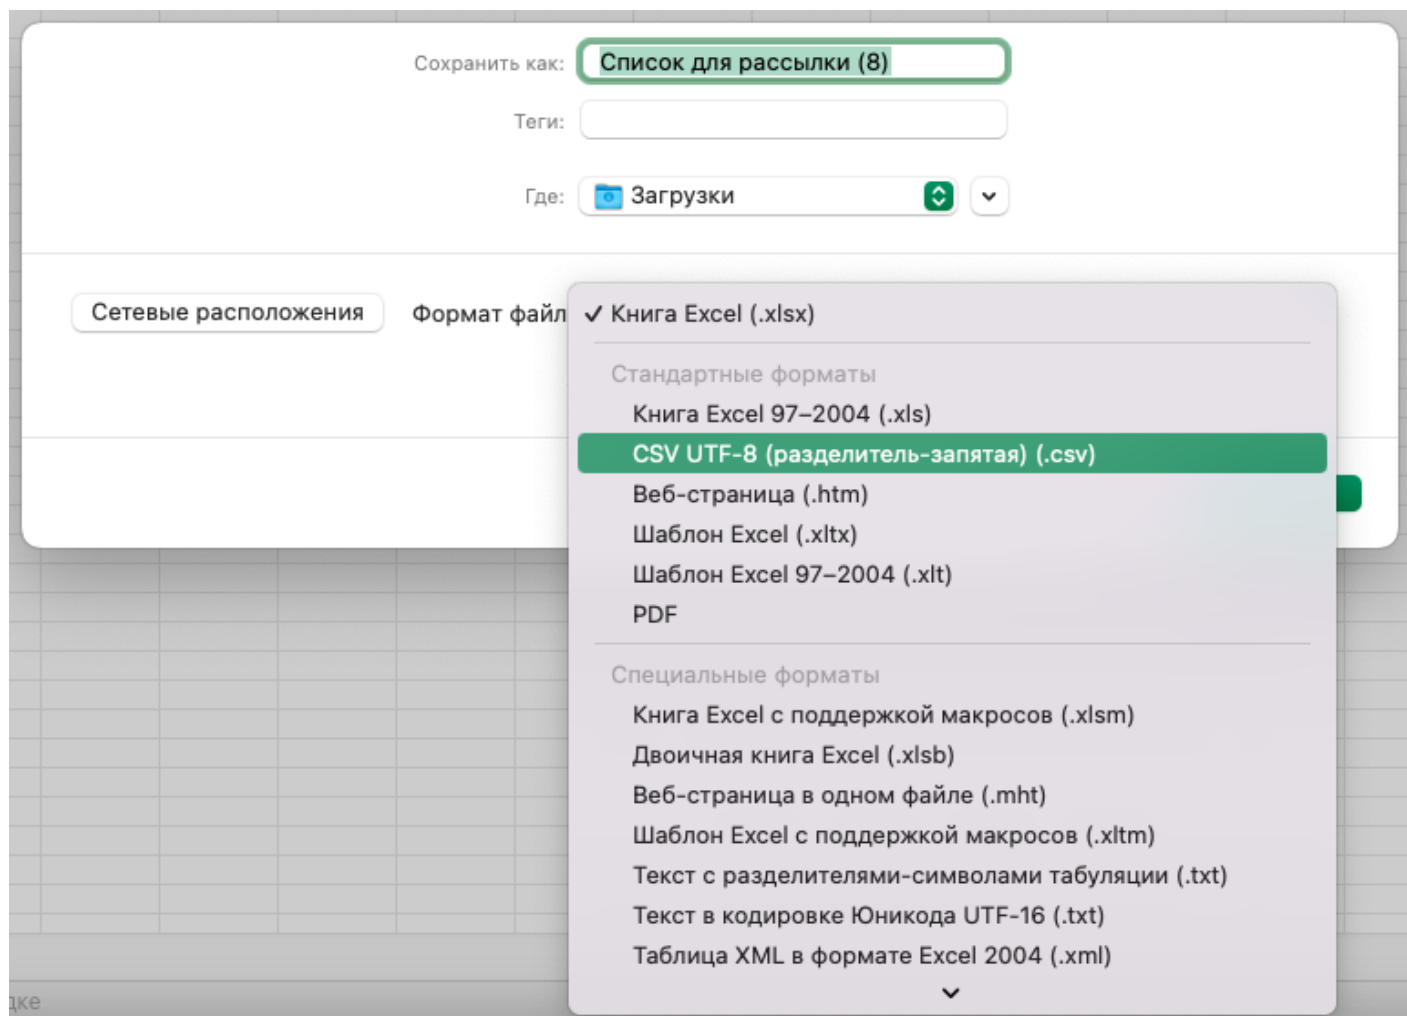 Сохранить как: Список для рассылки (8)
Теги:
Где: Загрузки
Сетевые расположения Формат файл ✓ Книга Excel (.xlsx)
Стандартные форматы
Книга Excel 97–2004 (.xls)
CSV UTF-8 (разделитель-запятая) (.csv)
Веб-страница (.htm)
Шаблон Excel (.xltx)
Шаблон Excel 97–2004 (.xlt)
PDF
Специальные форматы
Книга Excel с поддержкой макросов (.xlsm)
Двоичная книга Excel (.xlsb)
Веб-страница в одном файле (.mht)
Шаблон Excel с поддержкой макросов (.xltm)
Текст с разделителями-символами табуляции (.txt)
Текст в кодировке Юникода UTF-16 (.txt)
Таблица XML в формате Excel 2004 (.xml)